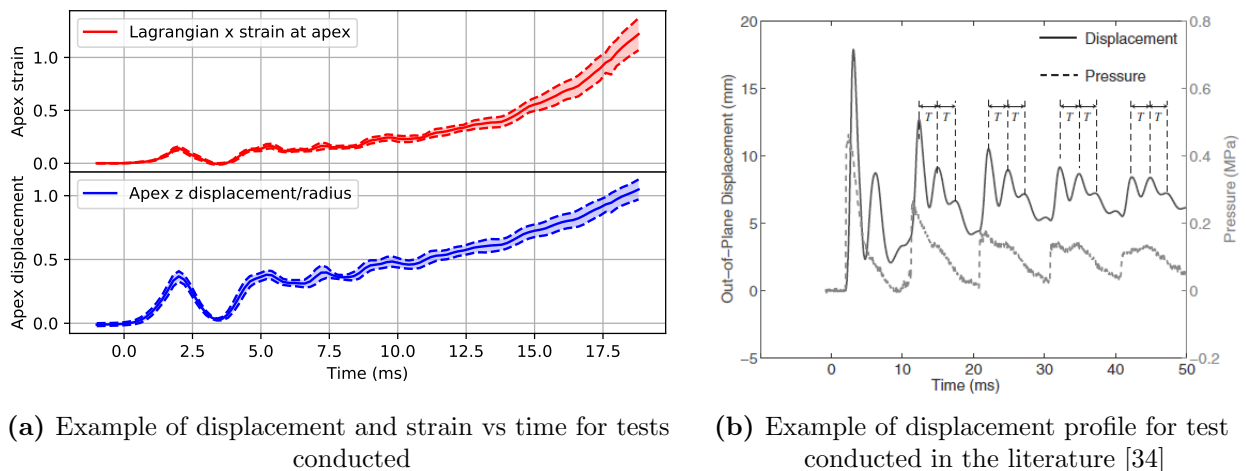 Lagrangian x strain at apex
1.0
0.5
0.0
Apex strain
Apex z displacement/radius
1.0
0.5
0.0
Apex displacement
0.0 2.5 5.0 7.5 10.0 12.5 15.0 17.5
Time (ms)
(a) Example of displacement and strain vs time for tests
conducted
20
15
10
5
0
−5
Out−of−Plane Displacement (mm)
Displacement
Pressure
T T T T T T T T
0.8
0.6
0.4
0.2
0
−0.2
Pressure (MPa)
0 10 20 30 40 50
Time (ms)
(b) Example of displacement profile for test
conducted in the literature [34]